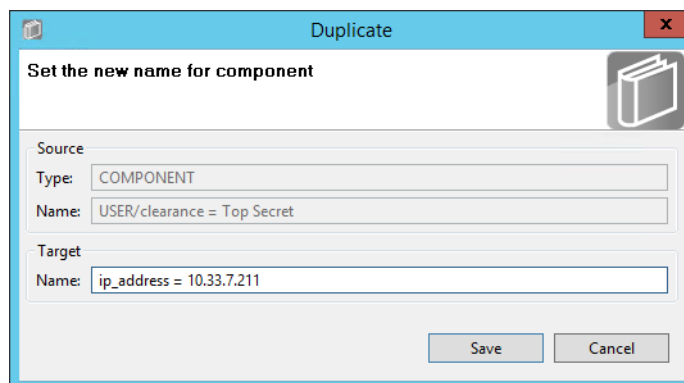 Duplicate
x
Set the new name for component
Source
Type: COMPONENT
Name: USER/clearance = Top Secret
Target
Name: ip_address = 10.33.7.211
Save Cancel